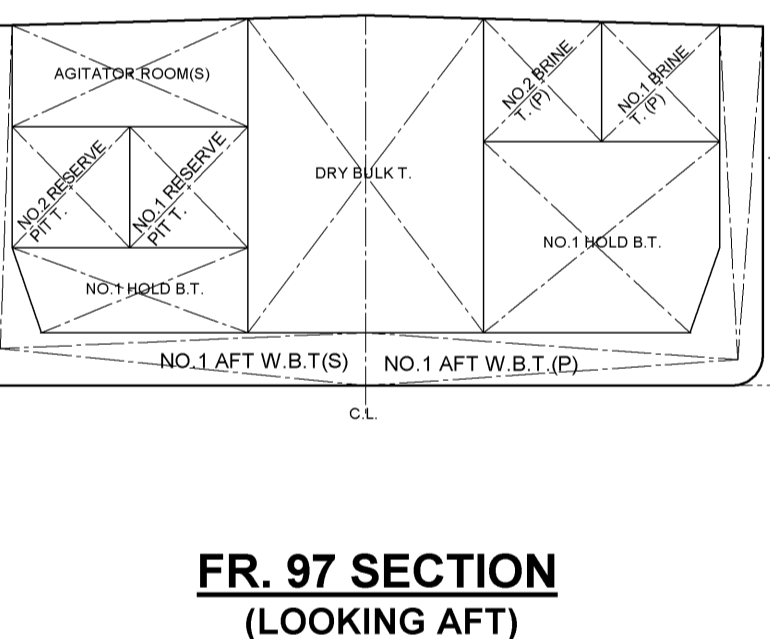 AGITATOR ROOM(S)
NO.2 RESERVE
PIT T.
NO.1 RESERVE
PIT T.
NO.1 HOLD B.T.
DRY BULK T.
NO.2 BRINE
T. (P)
NO.1 BRINE
T. (P)
NO.1 HOLD B.T.
NO.1 AFT W.B.T(S)
NO.1 AFT W.B.T.(P)
C.L.
FR. 97 SECTION
(LOOKING AFT)